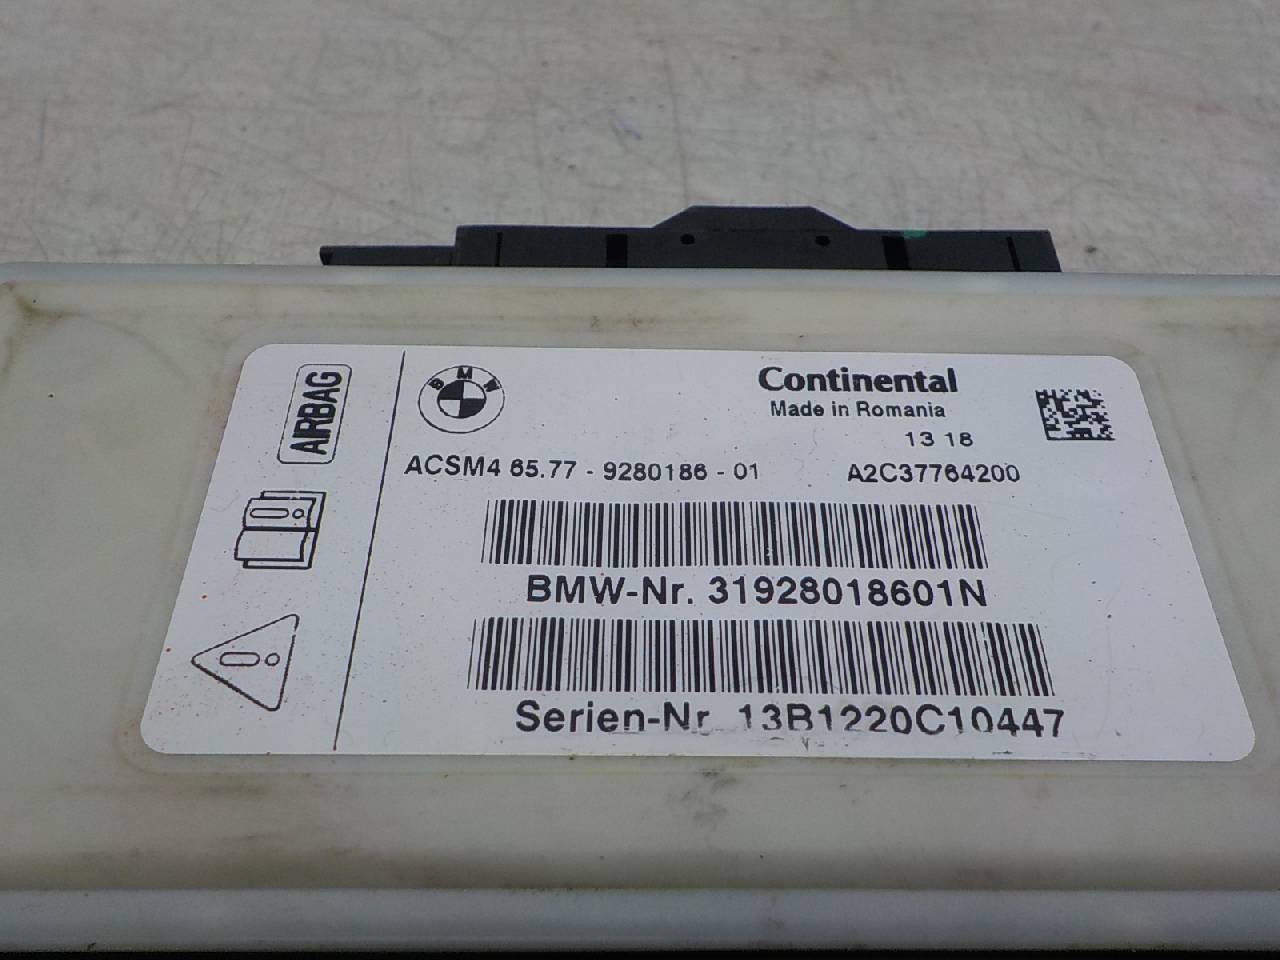 AIRBAG
BMW
Continental
Made in Romania
13 18
ACSM4 65.77 - 9280186 - 01 A2C37764200
BMW-Nr. 31928018601N
Serien-Nr. 13B1220C10447